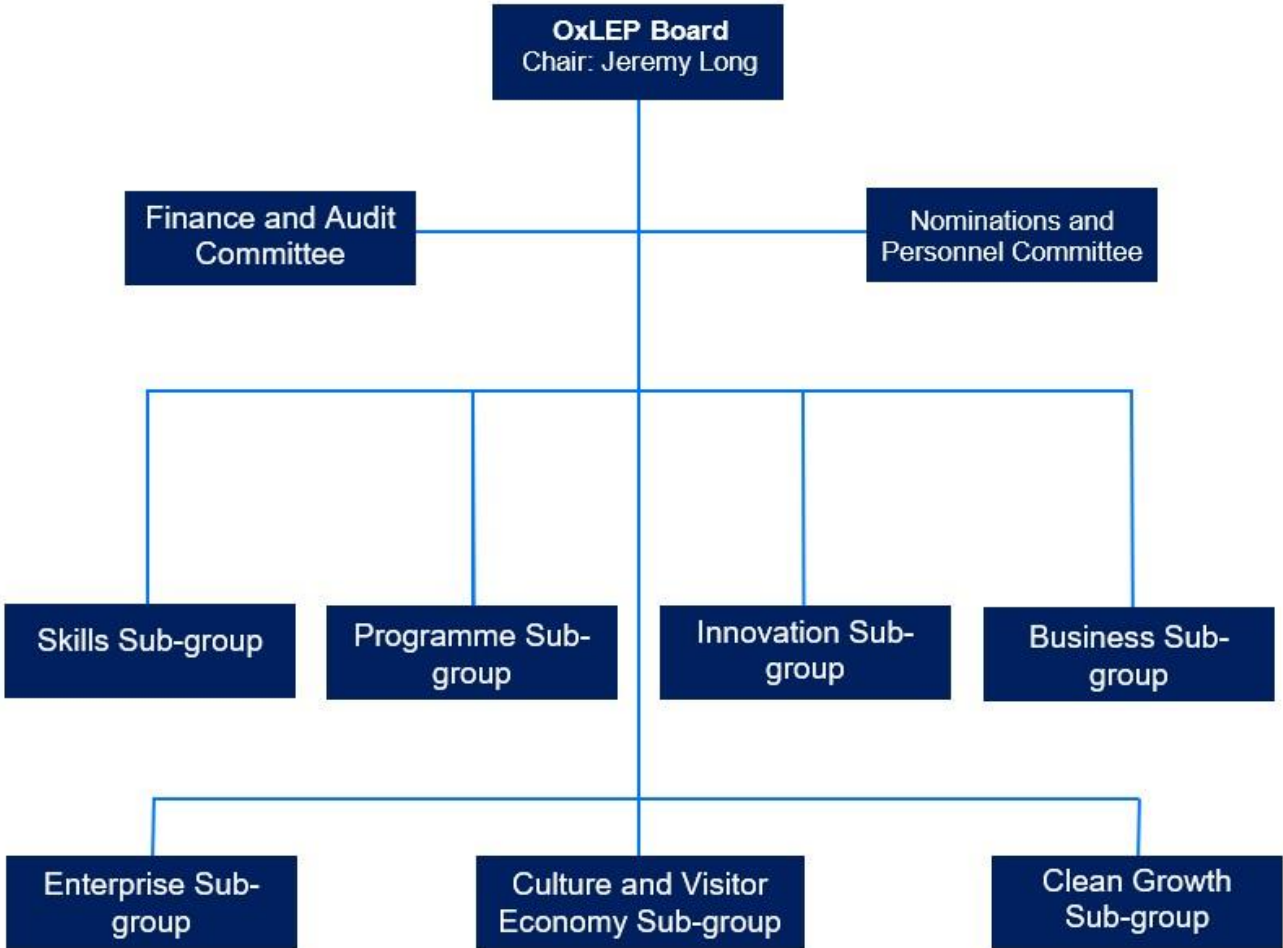 OxLEP Board
Chair: Jeremy Long
Finance and Audit
Committee
Nominations and
Personnel Committee
Skills Sub-group
Programme Sub-
group
Innovation Sub-
group
Business Sub-
group
Enterprise Sub-
group
Culture and Visitor
Economy Sub-group
Clean Growth
Sub-group